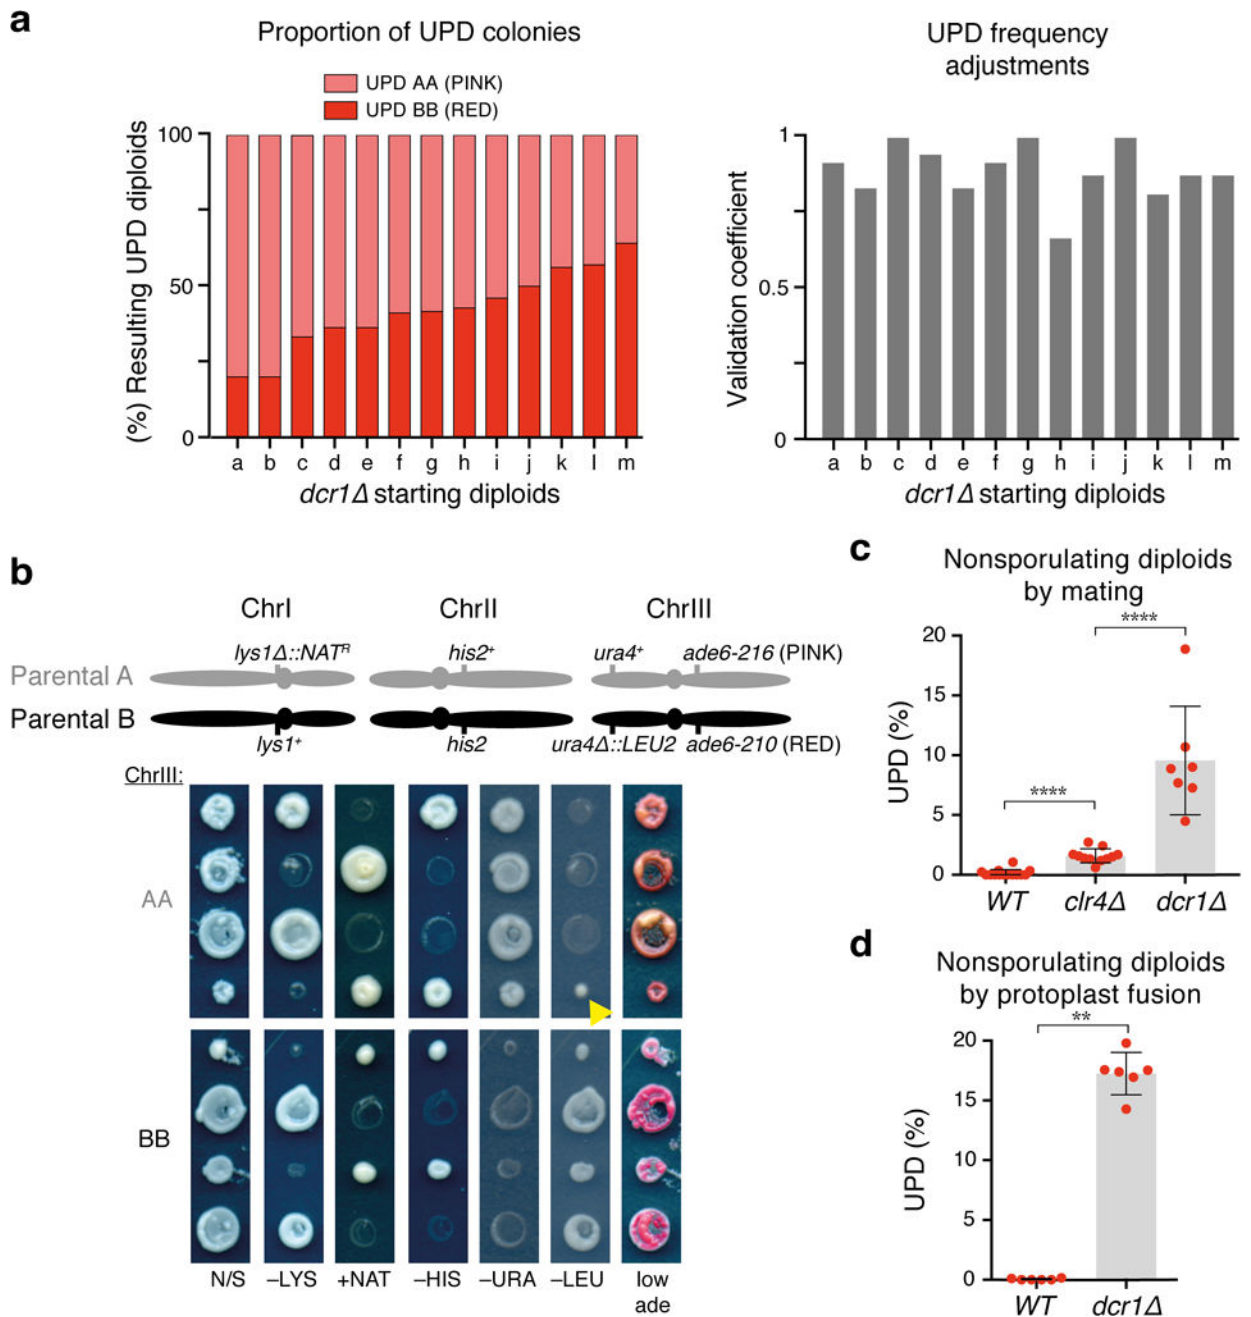 a
Proportion of UPD colonies
UPD AA (PINK)
UPD BB (RED)
(%) Resulting UPD diploids
100
50
0
a b c d e f g h i j k l m
dcr1Δ starting diploids
UPD frequency
adjustments
Validation coefficient
1
0.5
0
a b c d e f g h i j k l m
dcr1Δ starting diploids
b
ChrI ChrII ChrIII
lys1Δ::NATᴿ his2⁺ ura4⁺ ade6-216 (PINK)
Parental A
Parental B
lys1⁺ his2 ura4Δ::LEU2 ade6-210 (RED)
ChrIII:
AA
BB
N/S –LYS +NAT –HIS –URA –LEU low
ade
c
Nonsporulating diploids
by mating
UPD (%)
20
15
10
5
0
****
****
WT clr4Δ dcr1Δ
d
Nonsporulating diploids
by protoplast fusion
UPD (%)
20
15
10
5
0
**
WT dcr1Δ